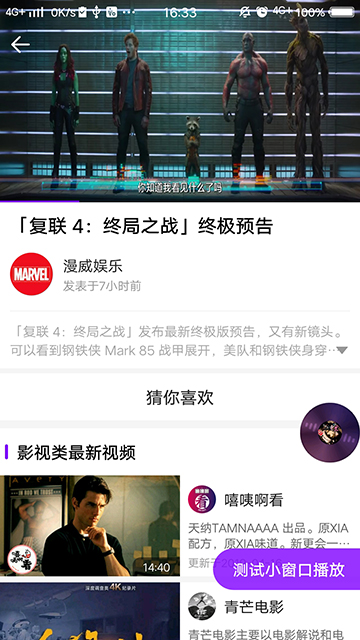 4G+ 0K/s 16:33 4G+ 100%
你知道我看见什么了吗
「复联 4：终局之战」终极预告
MARVEL
漫威娱乐
发表于7小时前
「复联 4：终局之战」发布最新终极版预告，又有新镜头。
可以看到钢铁侠 Mark 85 战甲展开，美队和钢铁侠身穿··
猜你喜欢
影视类最新视频
14:40
嘻咦啊看
天纳TAMNAAAA 出品。原XIA
配方，原XIA味道。新更会一…
更新于
测试小窗口播放
深度调查类4K纪录片
青芒电影
青芒电影主要以电影解说和电